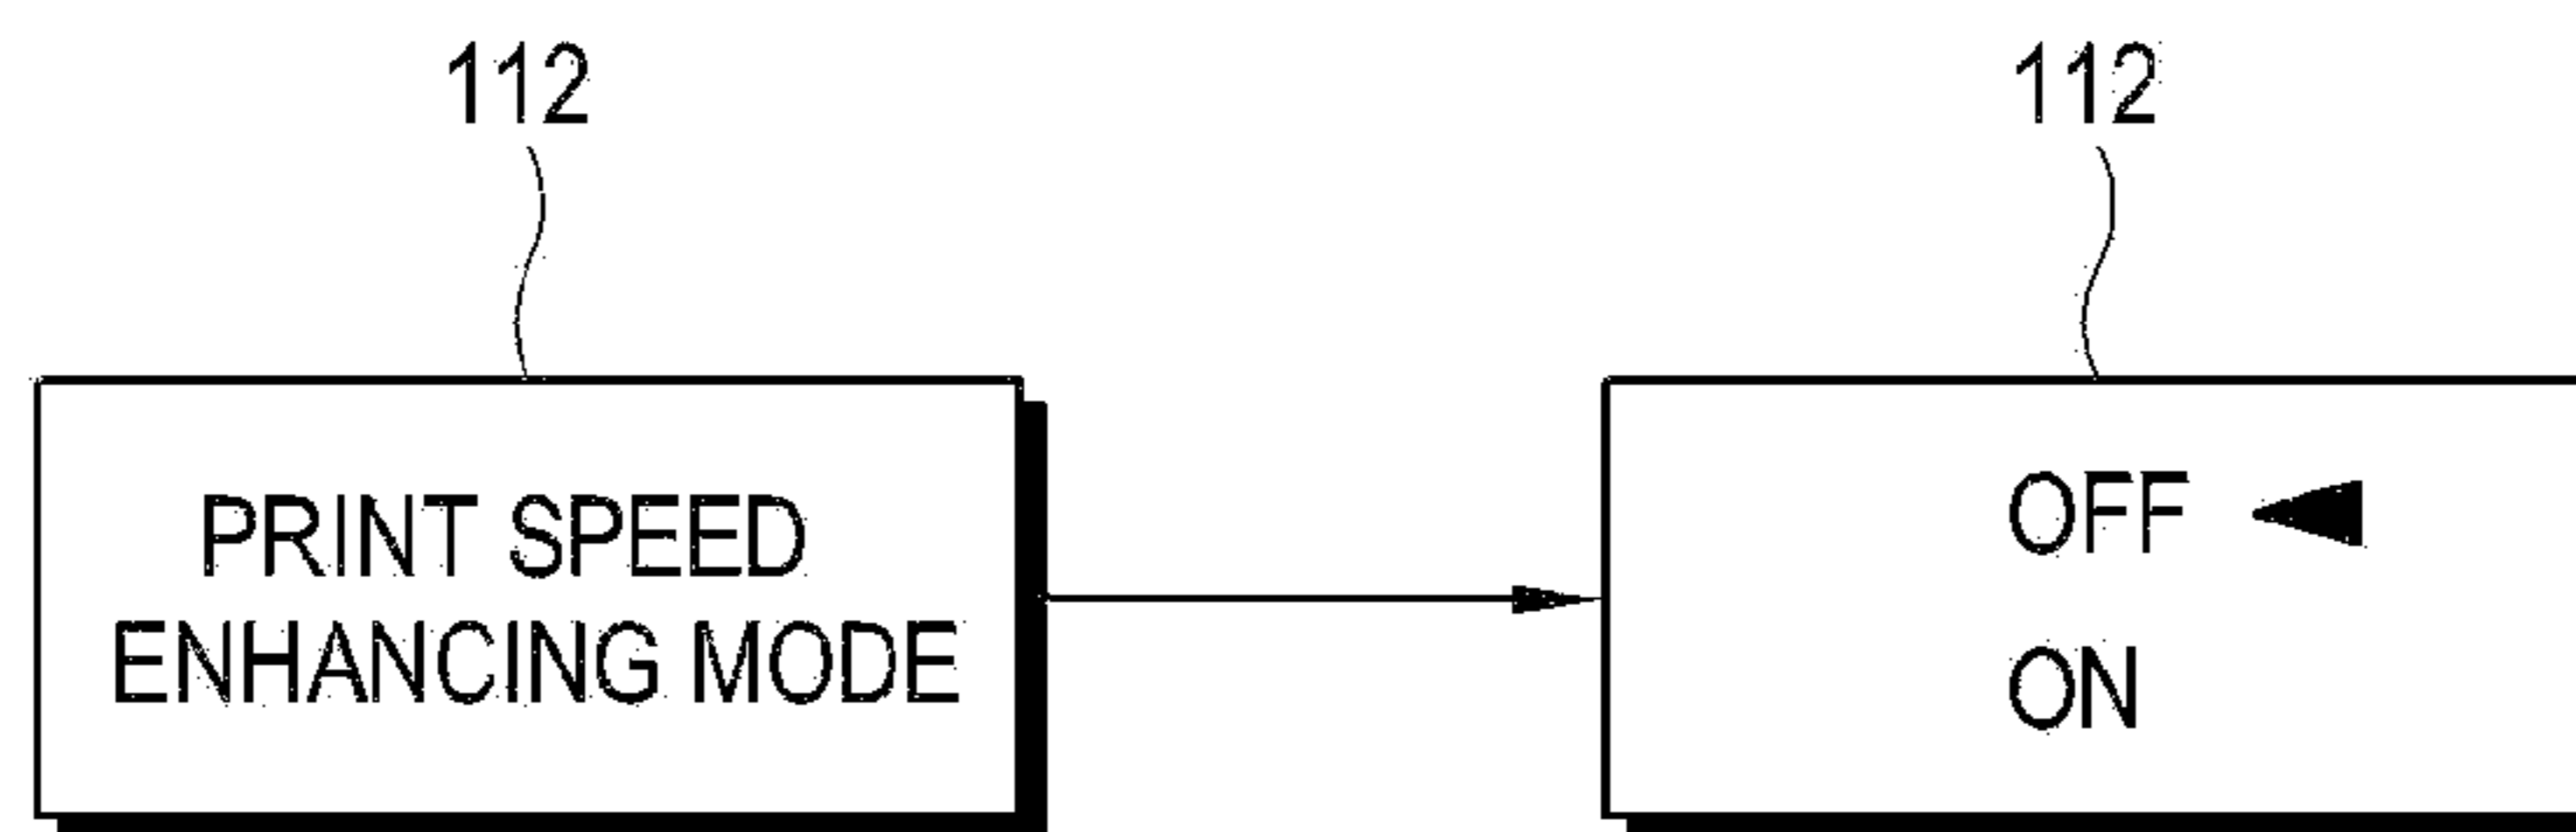 112
112
PRINT SPEED
ENHANCING MODE
OFF
ON